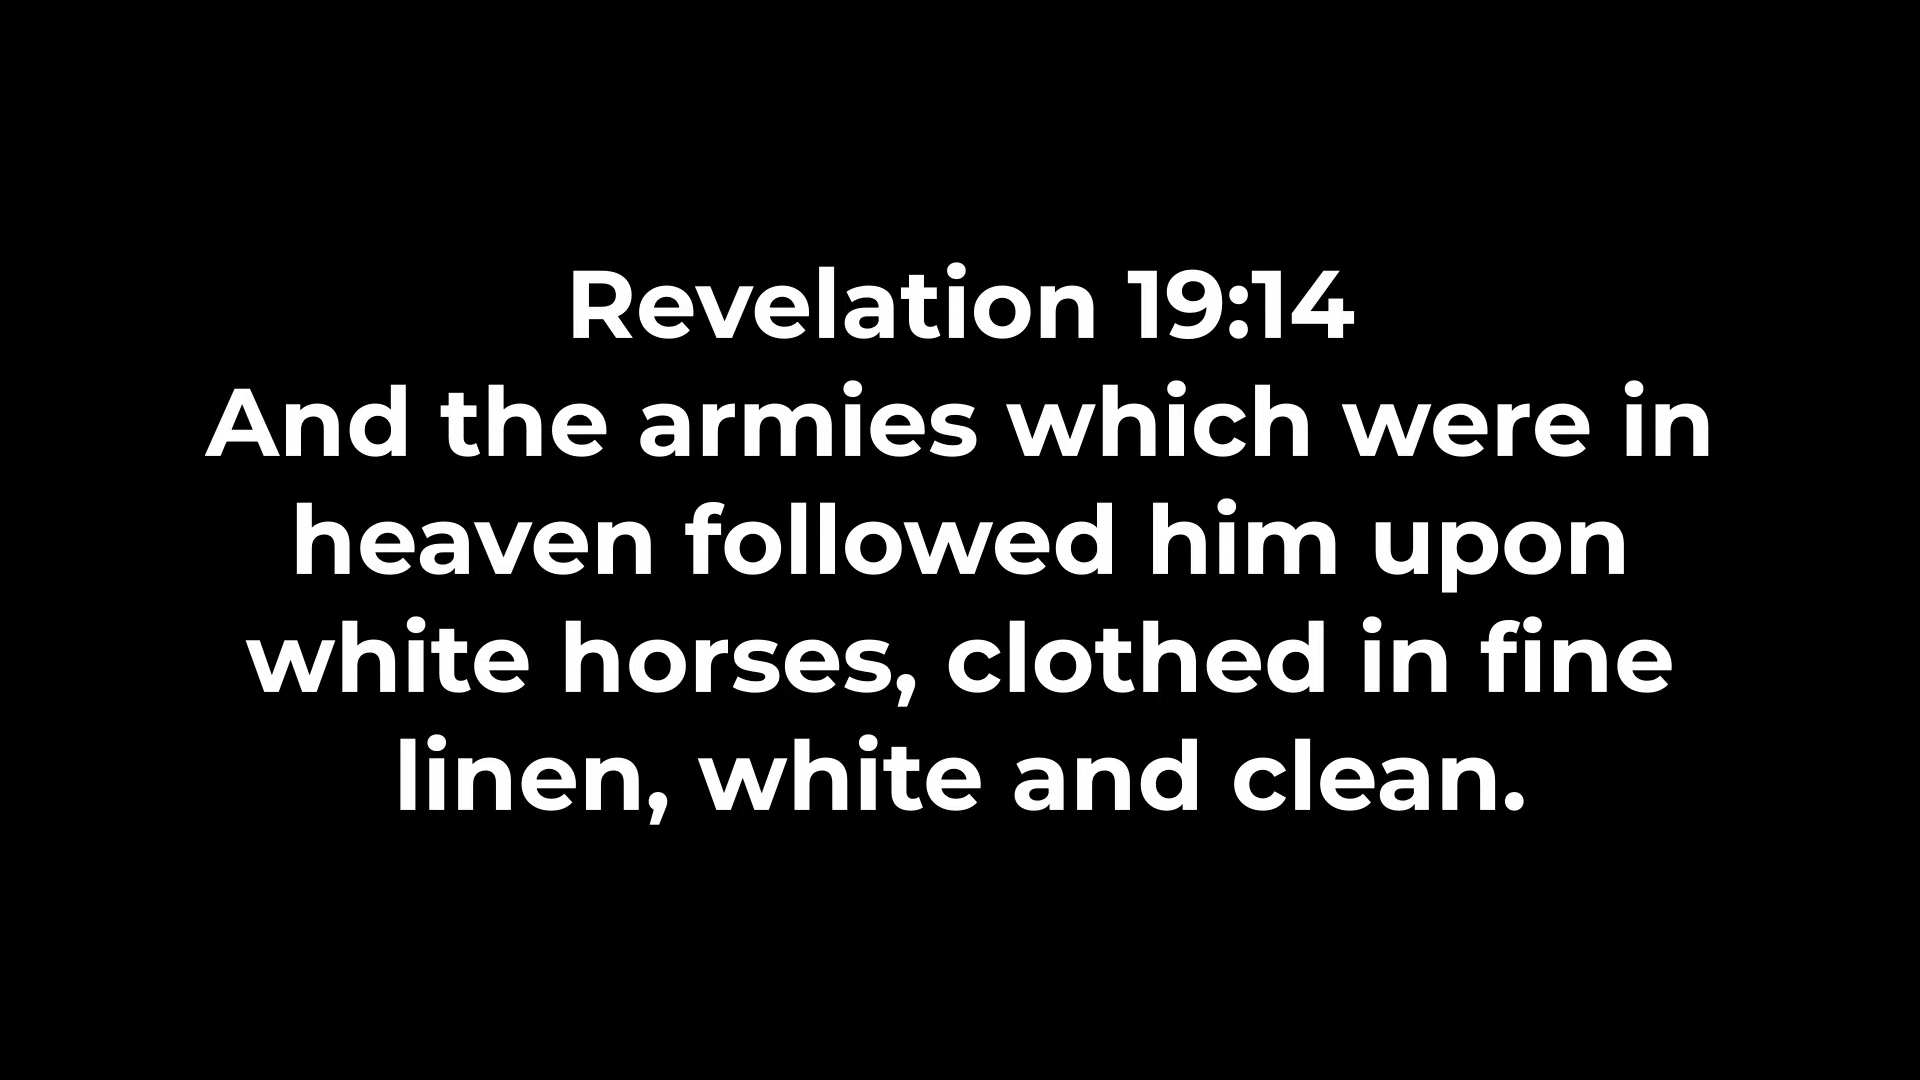 Revelation 19:14
And the armies which were in
heaven followed him upon
white horses, clothed in fine
linen, white and clean.